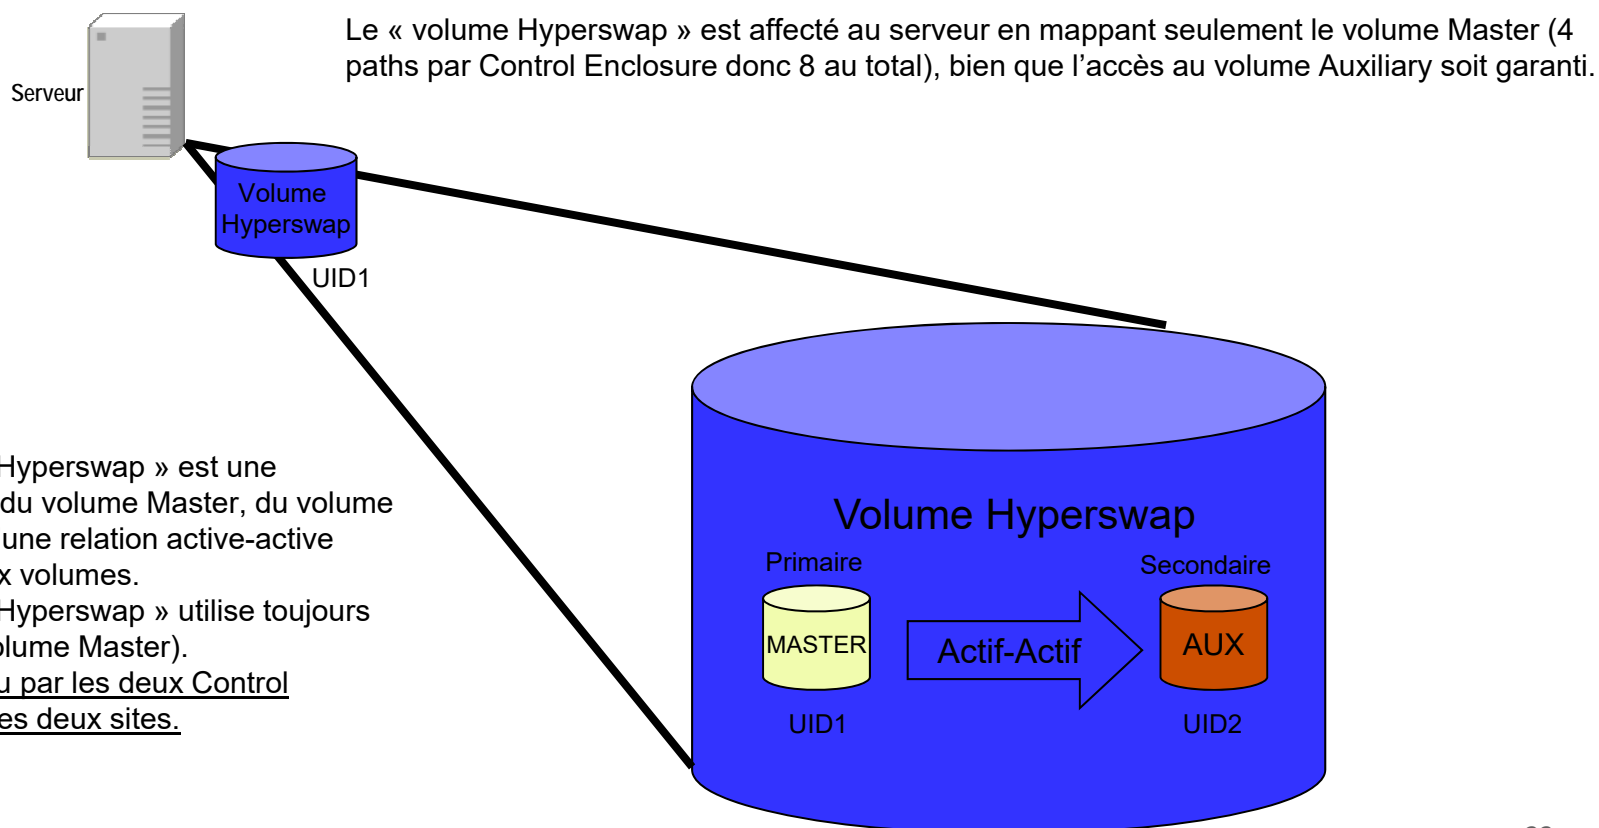 Le « volume Hyperswap » est affecté au serveur en mappant seulement le volume Master (4
paths par Control Enclosure donc 8 au total), bien que l’accès au volume Auxiliary soit garanti.
Serveur
Volume
Hyperswap
UID1
Hyperswap » est une
du volume Master, du volume
une relation active-active
x volumes.
Hyperswap » utilise toujours
olume Master).
u par les deux Control
es deux sites.
Volume Hyperswap
Primaire
Secondaire
MASTER
Actif-Actif
AUX
UID1
UID2